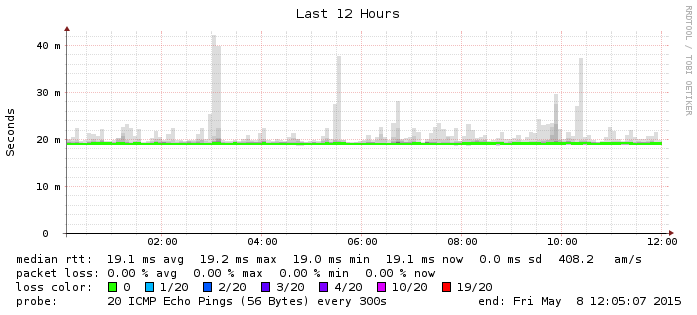 Last 12 Hours
RRDTOOL / TOBI OETIKER
Seconds
40 m
30 m
20 m
10 m
0
02:00 04:00 06:00 08:00 10:00 12:00
median rtt: 19.1 ms avg 19.2 ms max 19.0 ms min 19.1 ms now 0.0 ms sd 408.2 am/s
packet loss: 0.00 % avg 0.00 % max 0.00 % min 0.00 % now
loss color: 0 1/20 2/20 3/20 4/20 10/20 19/20
probe: 20 ICMP Echo Pings (56 Bytes) every 300s end: Fri May 8 12:05:07 2015